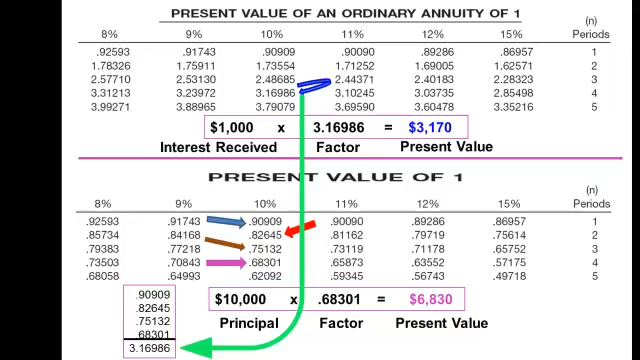 PRESENT VALUE OF AN ORDINARY ANNUITY OF 1
(n)
8% 9% 10% 11% 12% 15% Periods
.92593 .91743 .90909 .90090 .89286 .86957 1
1.78326 1.75911 1.73554 1.71252 1.69005 1.62571 2
2.57710 2.53130 2.48685 2.44371 2.40183 2.28323 3
3.31213 3.23972 3.16986 3.10245 3.03735 2.85498 4
3.99271 3.88965 3.79079 3.69590 3.60478 3.35216 5
$1,000 x 3.16986 = $3,170
Interest Received Factor Present Value
PRESENT VALUE OF 1
(n)
8% 9% 10% 11% 12% 15% Periods
.92593 .91743 .90909 .90090 .89286 .86957 1
.85734 .84168 .82645 .81162 .79719 .75614 2
.79383 .77218 .75132 .73119 .71178 .65752 3
.73503 .70843 .68301 .65873 .63552 .57175 4
.68058 .64993 .62092 .59345 .56743 .49718 5
.90909
.82645
.75132
.68301
3.16986
$10,000 x .68301 = $6,830
Principal Factor Present Value